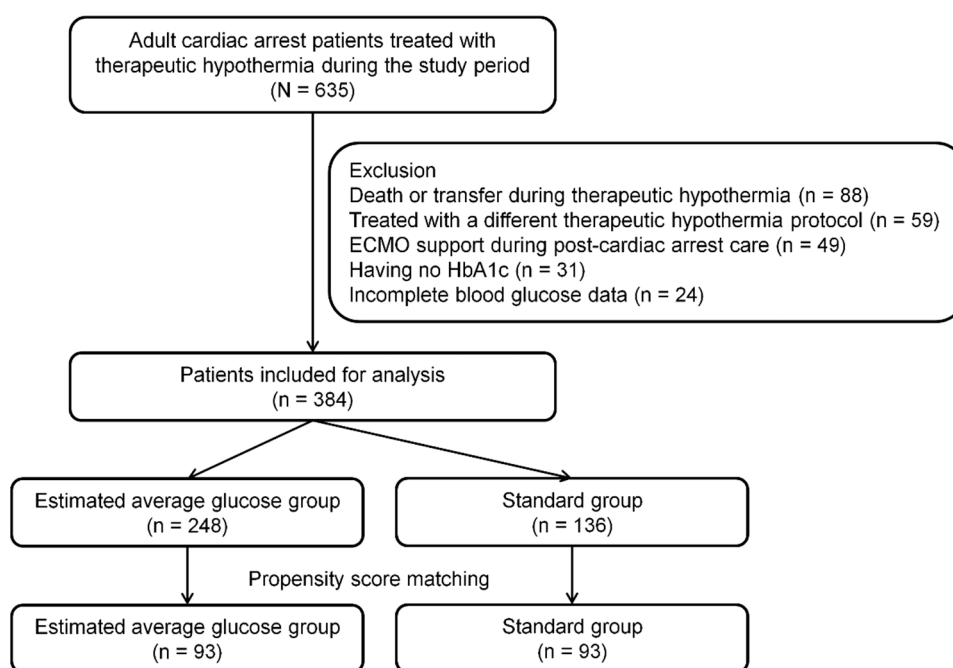 Adult cardiac arrest patients treated with
therapeutic hypothermia during the study period
(N = 635)
Exclusion
Death or transfer during therapeutic hypothermia (n = 88)
Treated with a different therapeutic hypothermia protocol (n = 59)
ECMO support during post-cardiac arrest care (n = 49)
Having no HbA1c (n = 31)
Incomplete blood glucose data (n = 24)
Patients included for analysis
(n = 384)
Estimated average glucose group
(n = 248)
Standard group
(n = 136)
Propensity score matching
Estimated average glucose group
(n = 93)
Standard group
(n = 93)